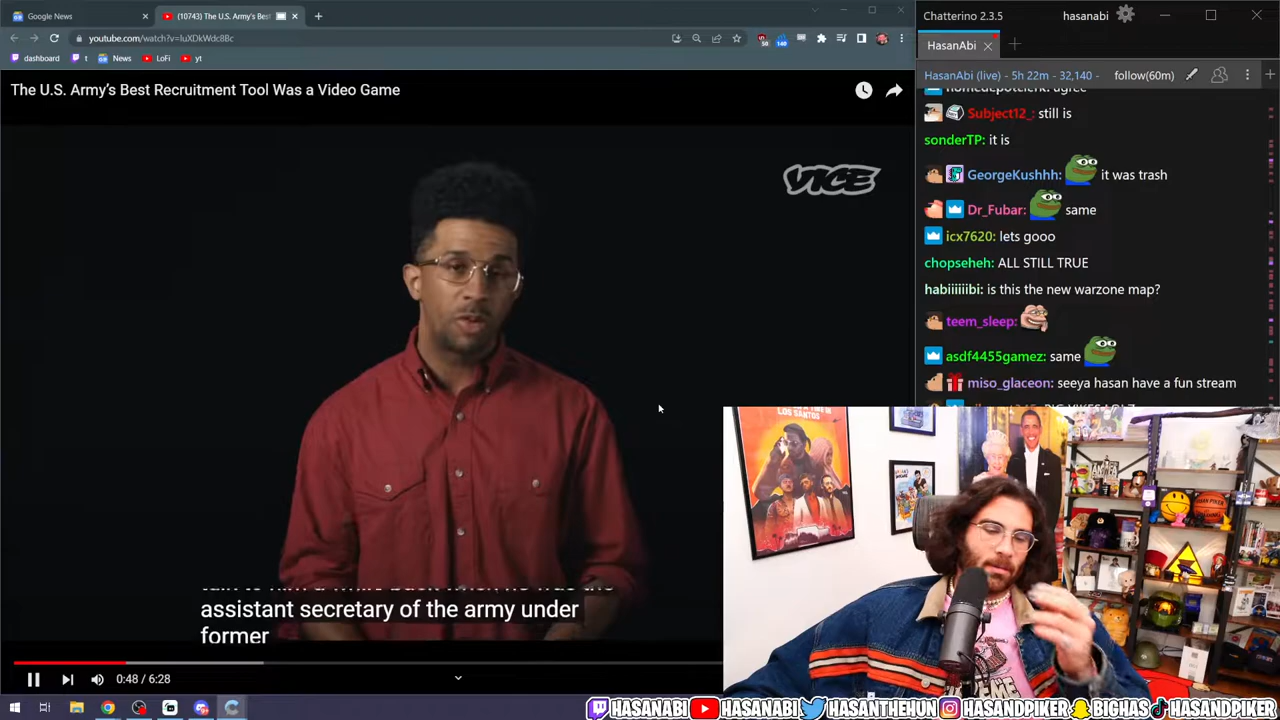 Google News
(10743) The U.S. Army's Best
youtube.com/watch?v=IuXDkWdc8Bc
50
140
dashboard
t
News
LoFi
yt
The U.S. Army's Best Recruitment Tool Was a Video Game
VICE
assistant secretary of the army under
former
0:48 / 6:28
Chatterino 2.3.5
hasanabi
HasanAbi
HasanAbi (live) - 5h 22m - 32,140 -
follow(60m)
Subject12_: still is
sonderTP: it is
GeorgeKushhh: it was trash
Dr_Fubar: same
icx7620: lets gooo
chopseheh: ALL STILL TRUE
habiiiiiibi: is this the new warzone map?
teem_sleep:
asdf4455gamez: same
miso_glaceon: seeya hasan have a fun stream
LOS SANTOS
HASANABI
HASANABI
HASANTHEHUN
HASANDPIKER
BIGHAS
HASANDPIKER